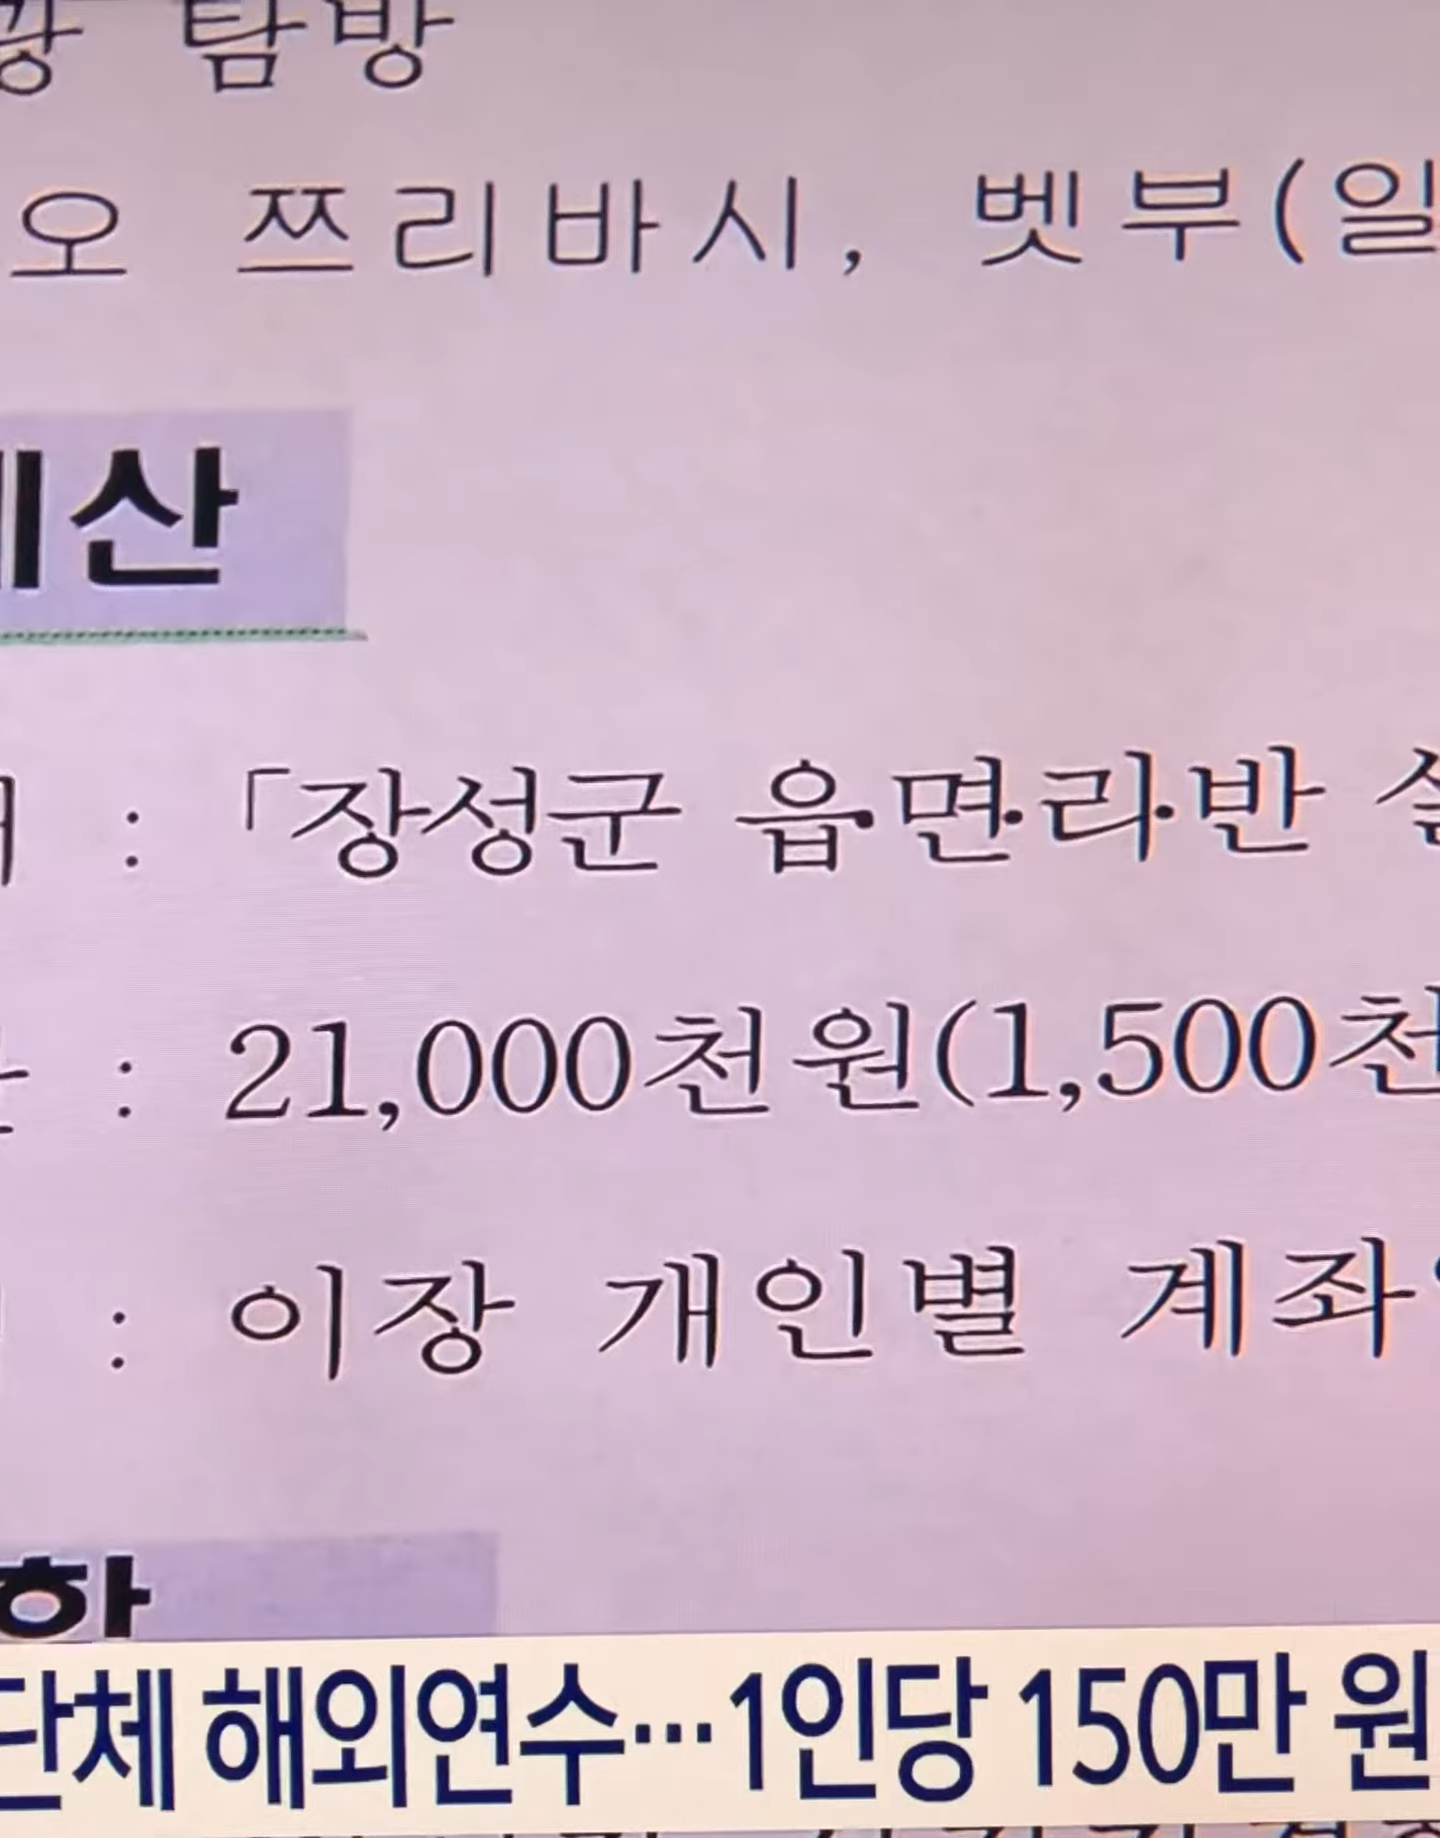 탐방
오 쯔리바시, 벳부(일
산
: 「장성군 읍·면·리·반
: 21,000천원(1,500천
: 이장 개인별 계좌
단체 해외연수…1인당 150만 원